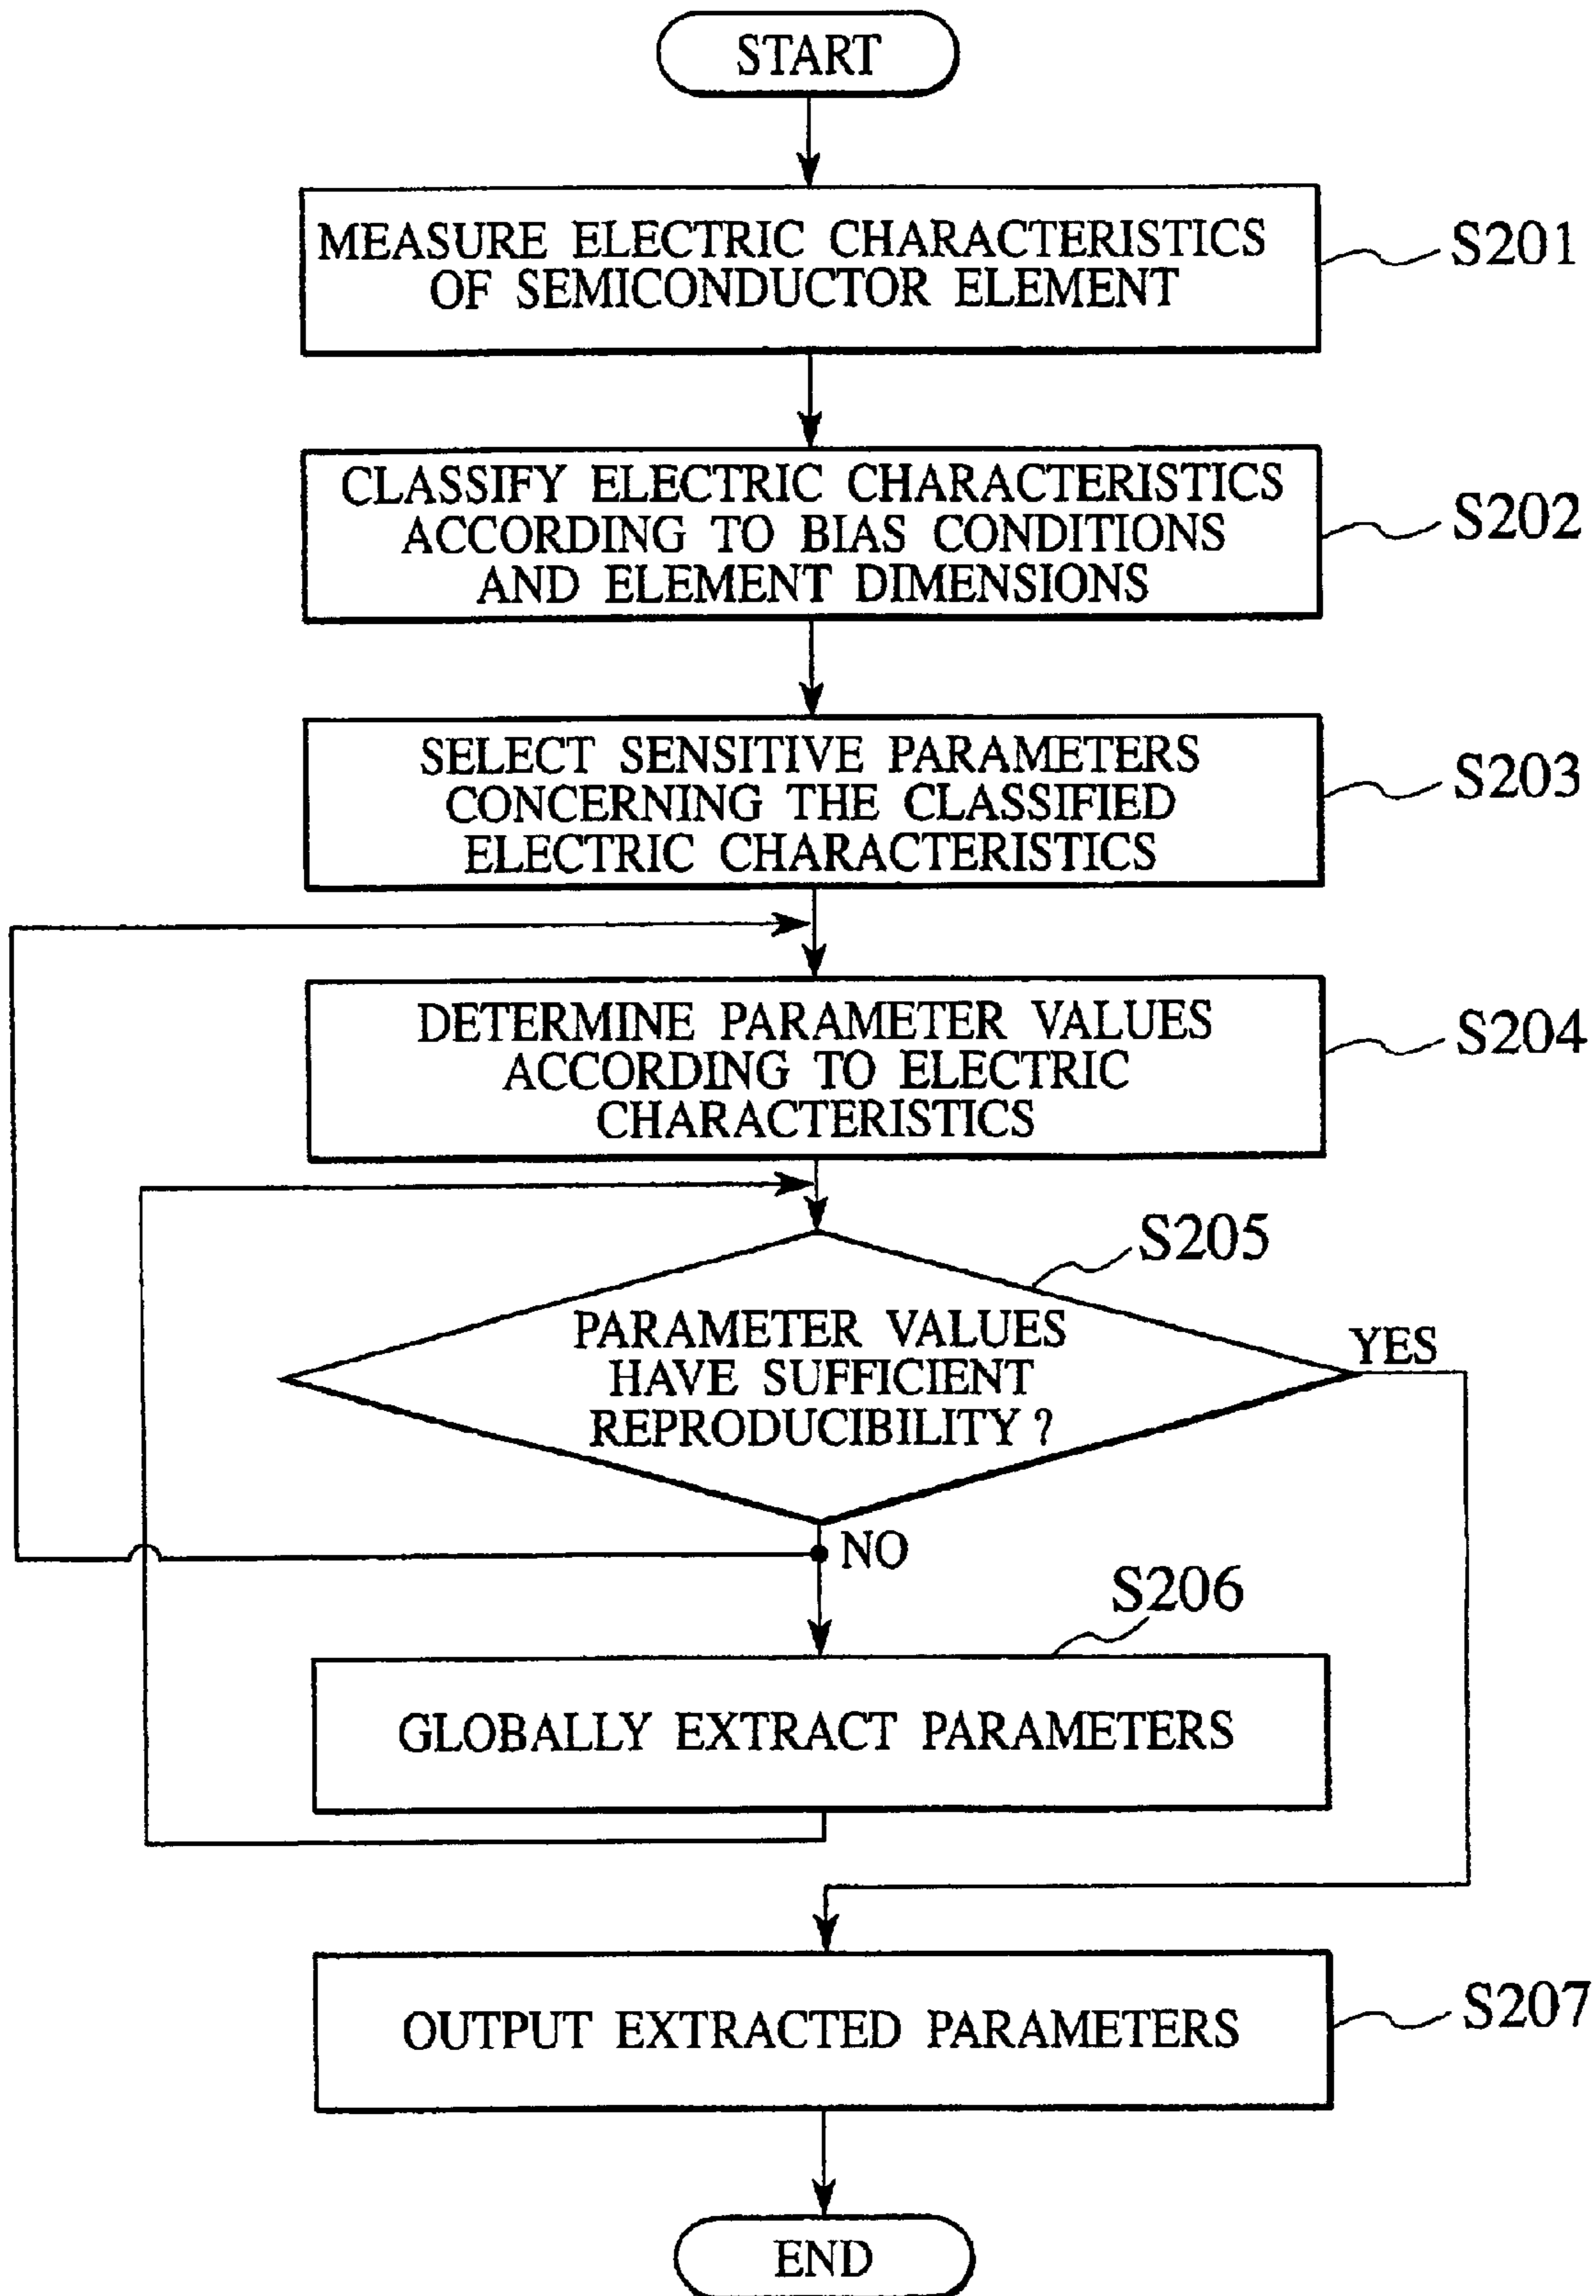 START
MEASURE ELECTRIC CHARACTERISTICS
OF SEMICONDUCTOR ELEMENT
S201
CLASSIFY ELECTRIC CHARACTERISTICS
ACCORDING TO BIAS CONDITIONS
AND ELEMENT DIMENSIONS
S202
SELECT SENSITIVE PARAMETERS
CONCERNING THE CLASSIFIED
ELECTRIC CHARACTERISTICS
S203
DETERMINE PARAMETER VALUES
ACCORDING TO ELECTRIC
CHARACTERISTICS
S204
S205
PARAMETER VALUES
HAVE SUFFICIENT
REPRODUCIBILITY ?
YES
NO
S206
GLOBALLY EXTRACT PARAMETERS
OUTPUT EXTRACTED PARAMETERS
S207
END